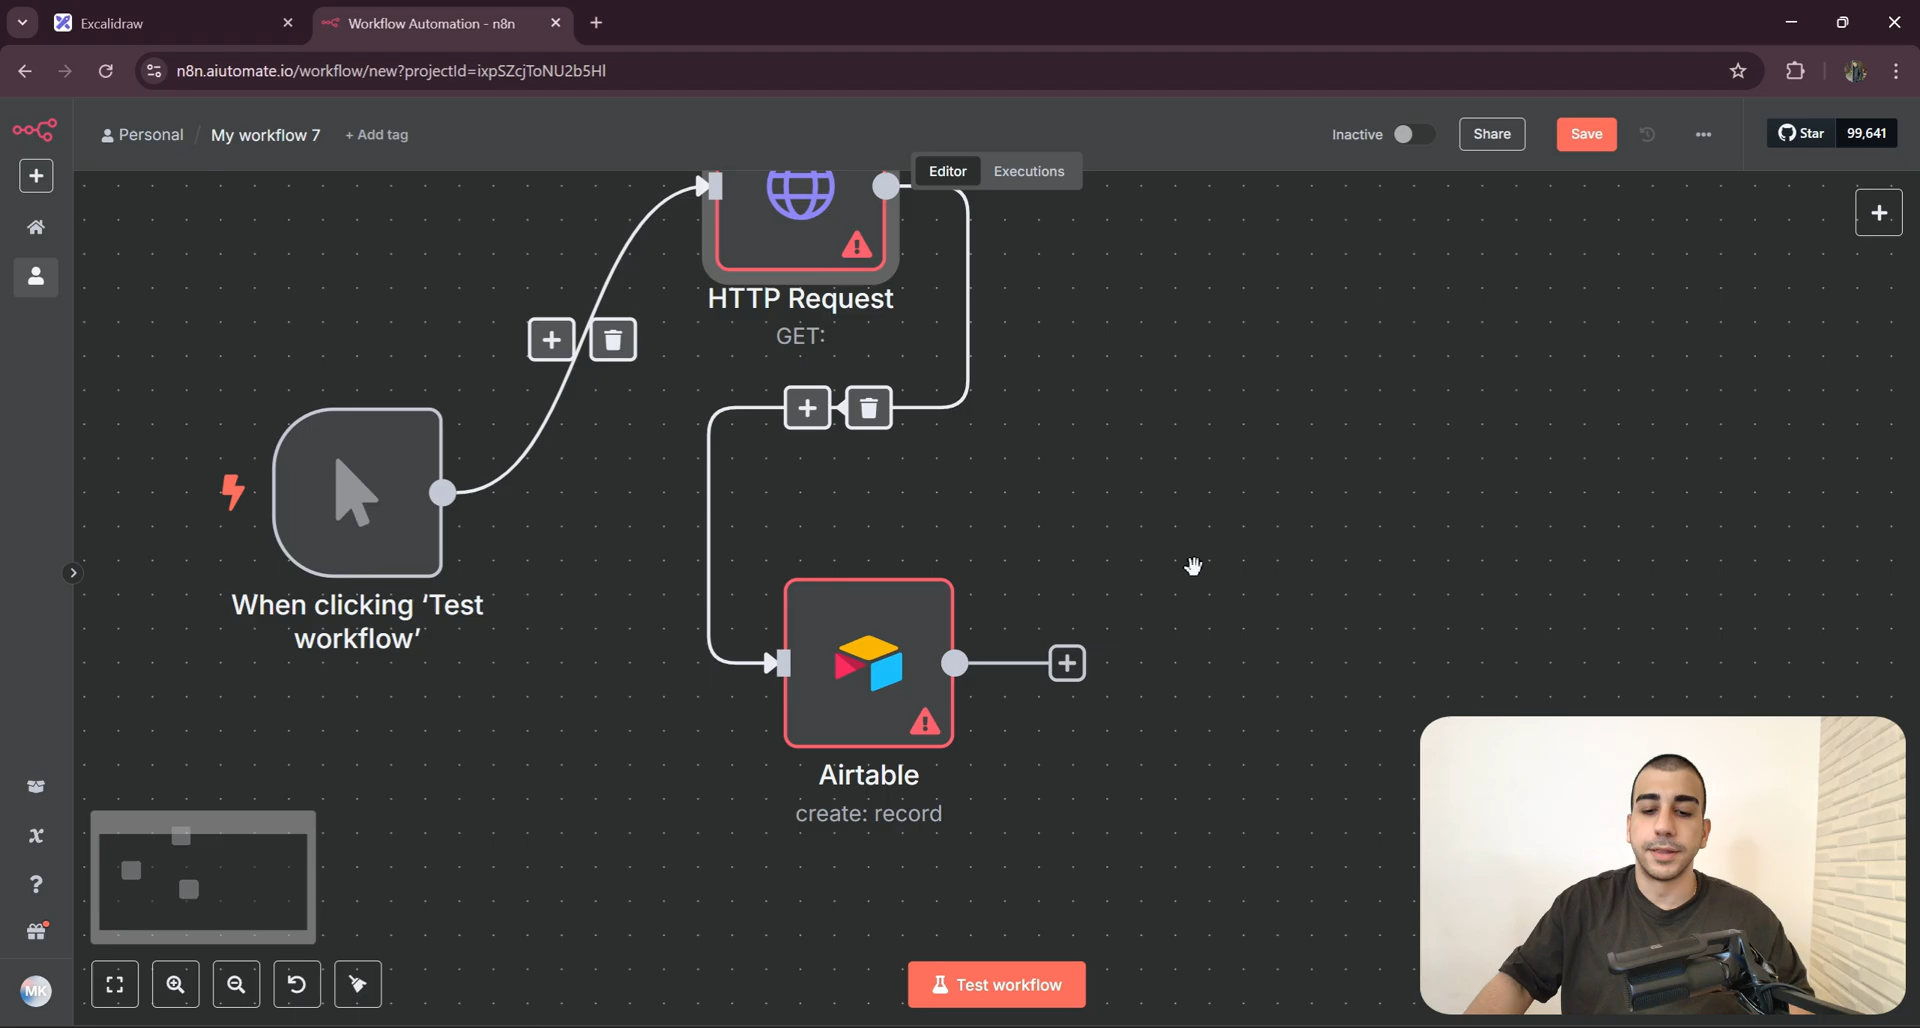 Excalidraw
Workflow Automation - n8n
n8n.aiutomate.io/workflow/new?projectId=ixpSZcjToNU2b5Hl
Personal / My workflow 7 + Add tag
Inactive
Share
Save
Star 99,641
Editor Executions
HTTP Request
GET:
When clicking ‘Test
workflow’
Airtable
create: record
MK
Test workflow